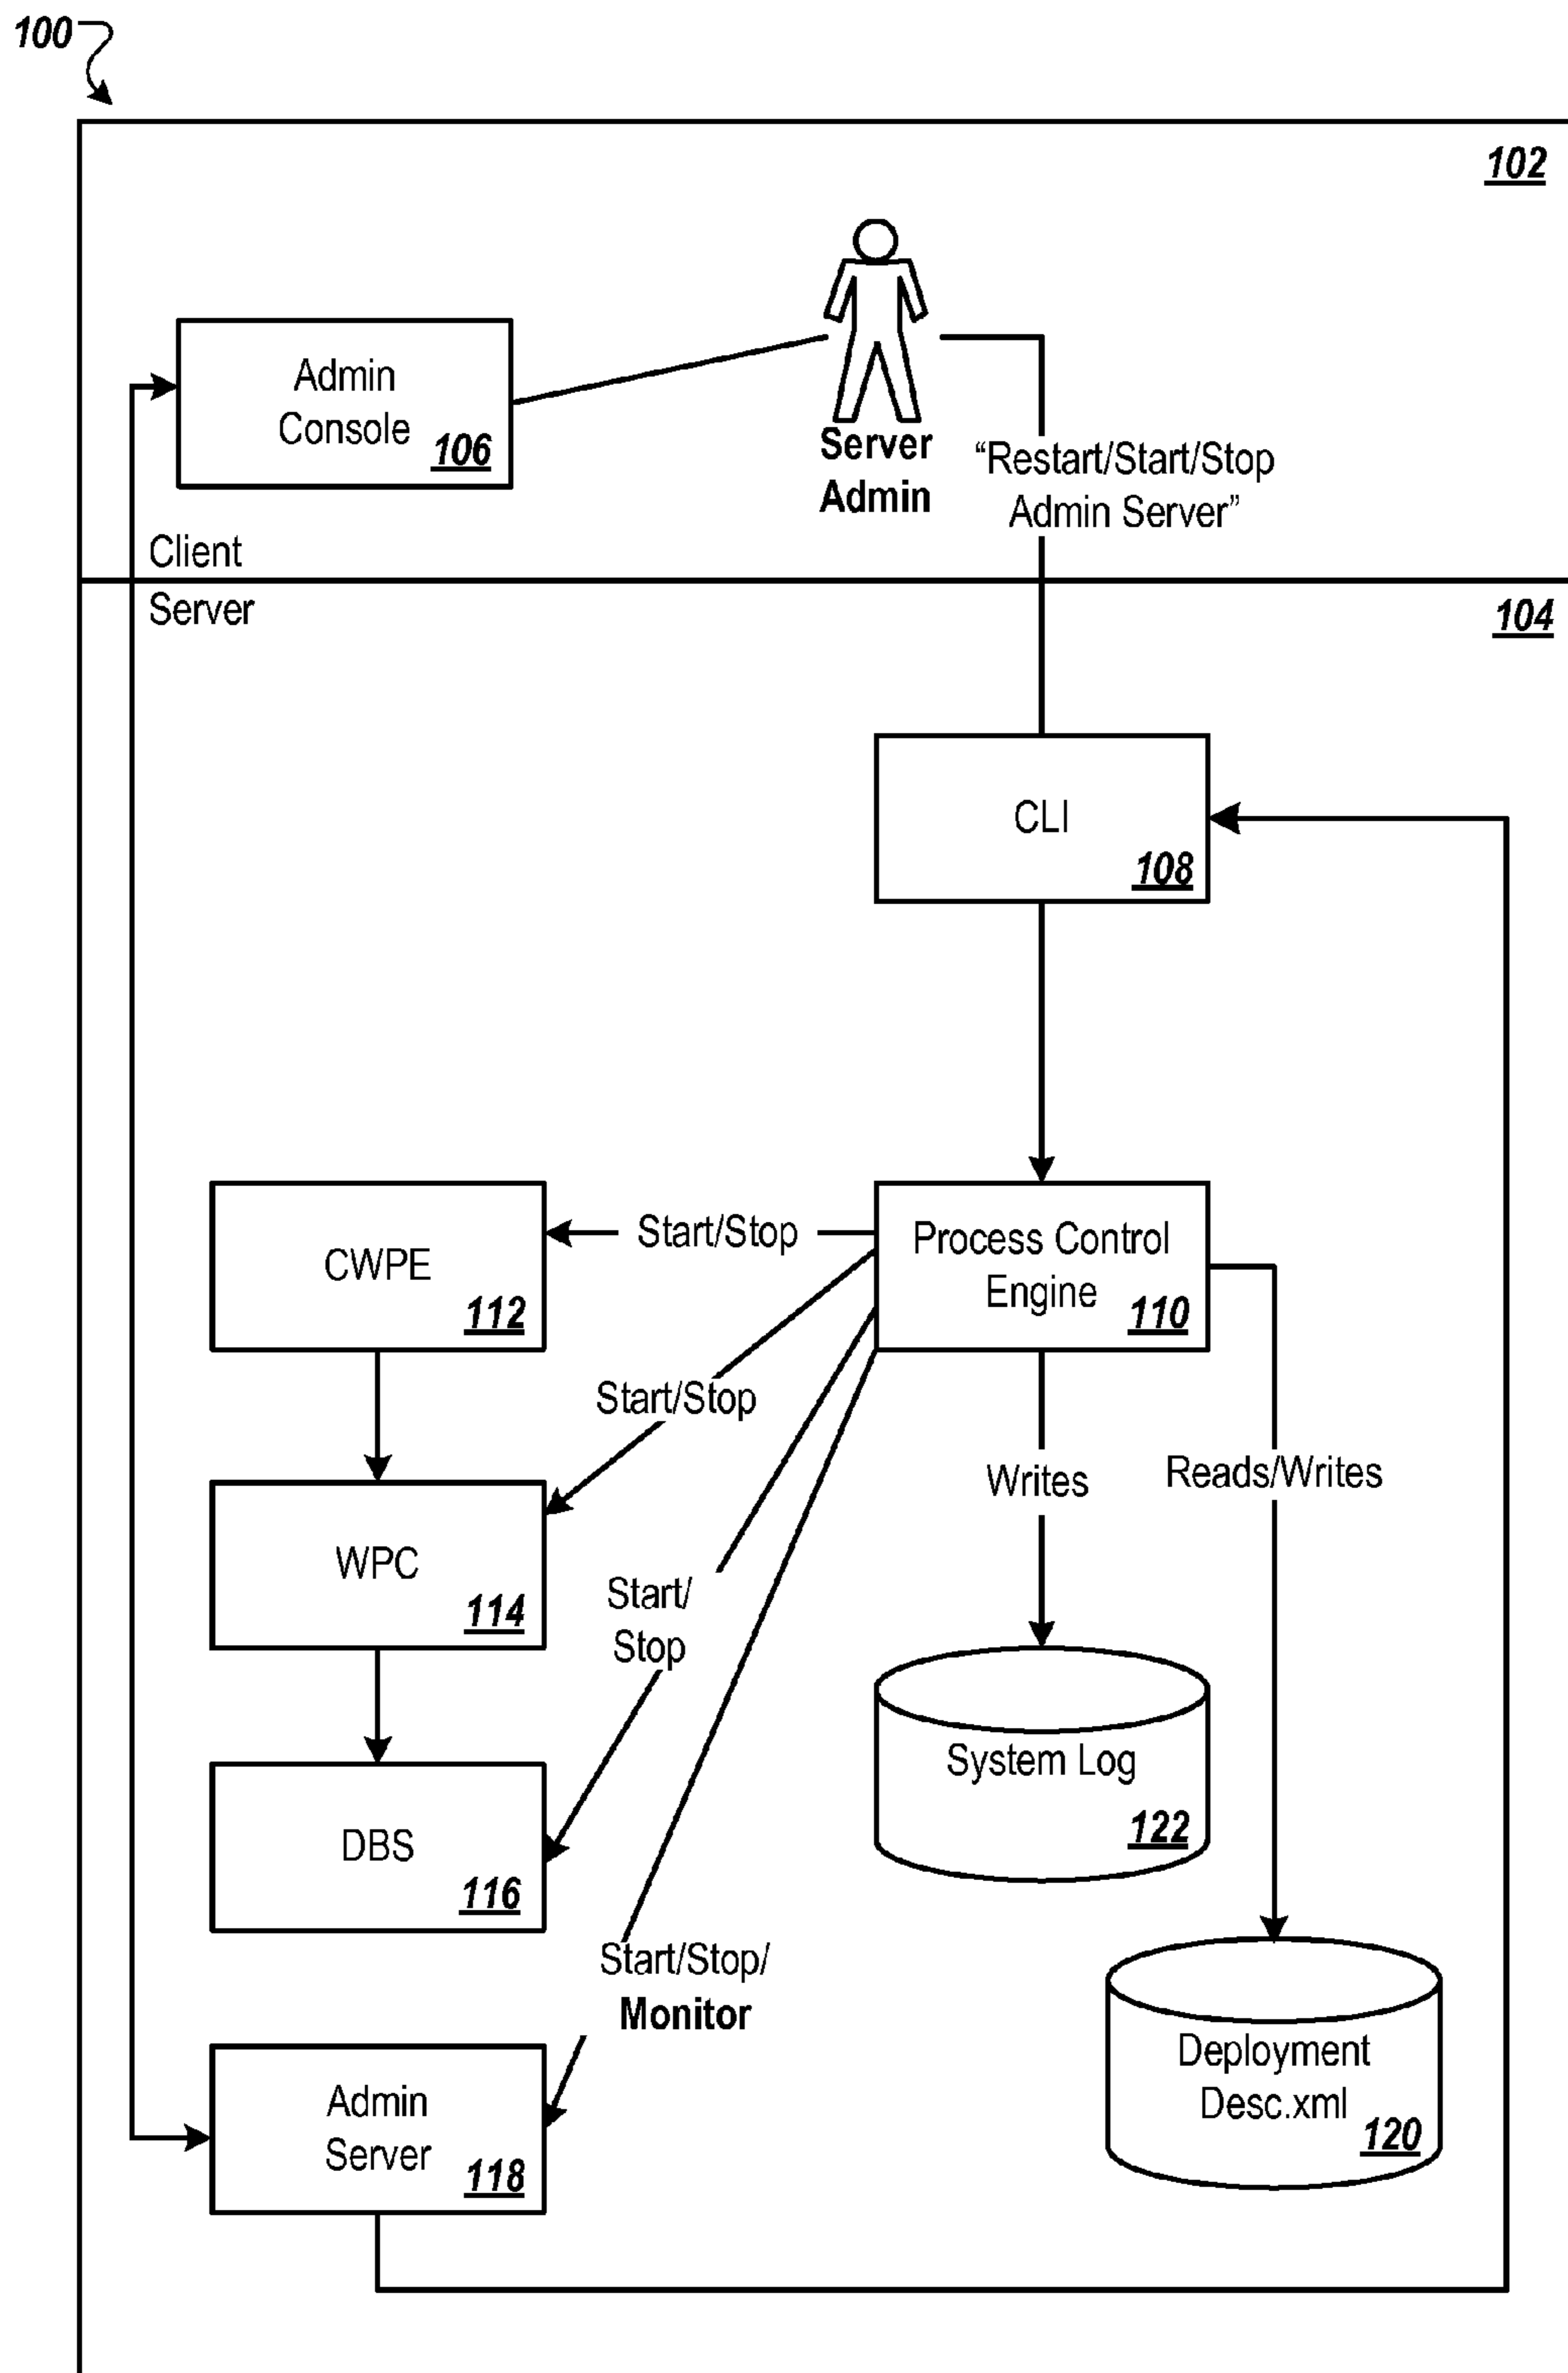 100
102
Admin
Console
106
Server
Admin
“Restart/Start/Stop
Admin Server”
Client
Server
104
CLI
108
CWPE
112
Start/Stop
Process Control
Engine
110
Start/Stop
Writes
Reads/Writes
WPC
114
Start/
Stop
System Log
122
DBS
116
Start/Stop/
Monitor
Deployment
Desc.xml
120
Admin
Server
118